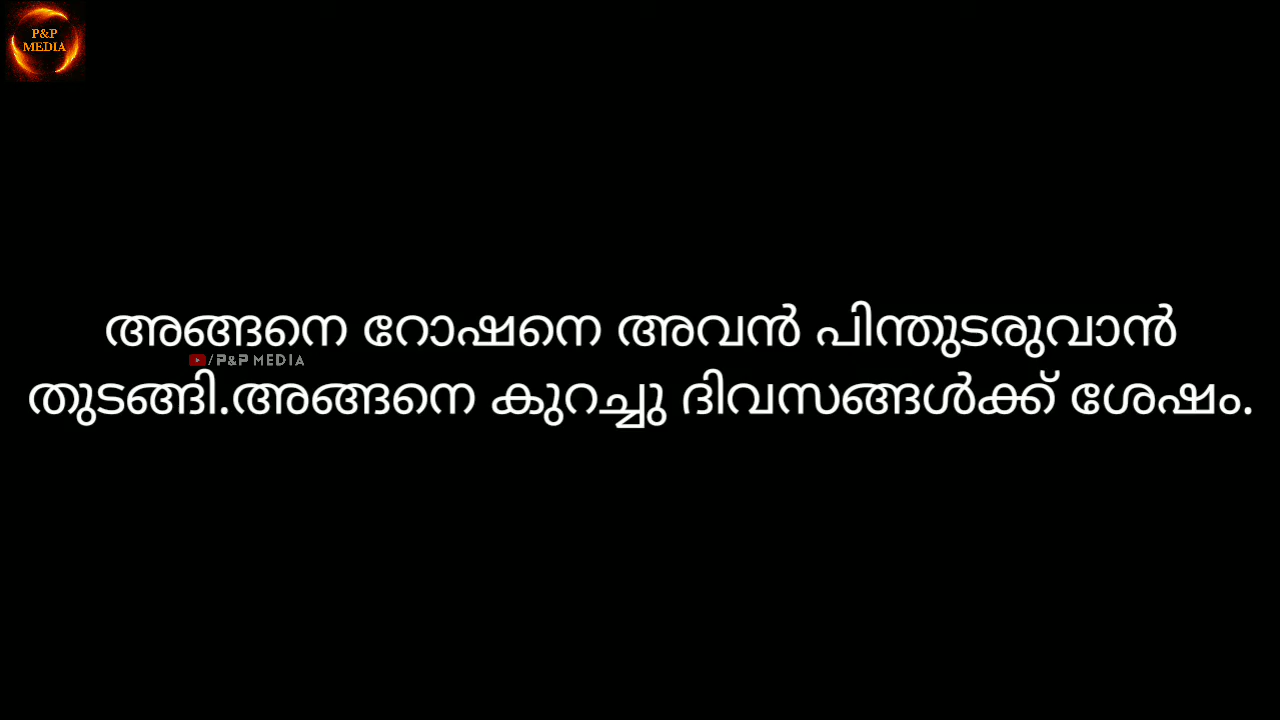 P&P
MEDIA
അങ്ങനെ റോഷനെ അവൻ പിന്തുടരുവാൻ
/ P&P MEDIA
തുടങ്ങി.അങ്ങനെ കുറച്ചു ദിവസങ്ങൾക്ക് ശേഷം.